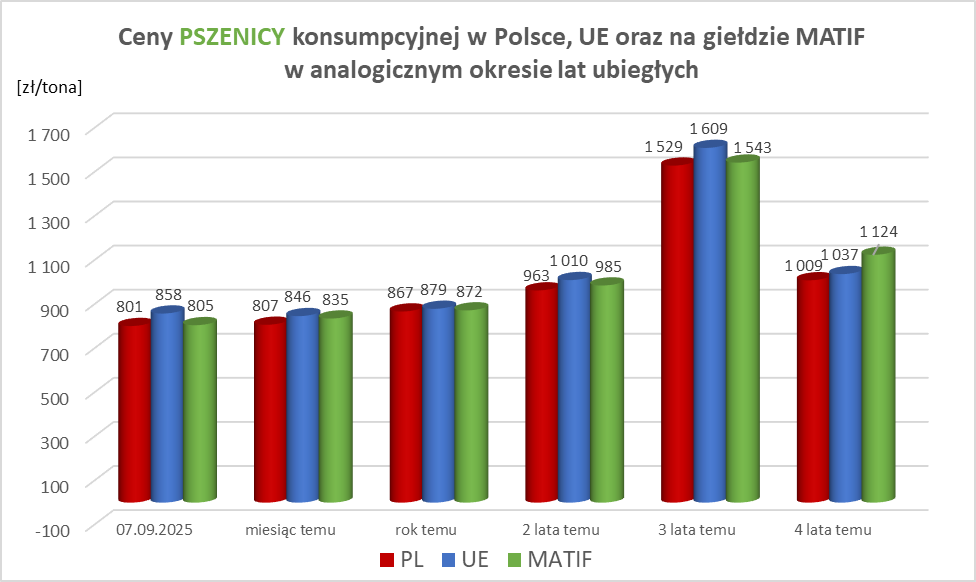 Ceny PSZENICY konsumpcyjnej w Polsce, UE oraz na giełdzie MATIF
w analogicznym okresie lat ubiegłych
[zł/tona]
1 700
1 500
1 300
1 100
900
700
500
300
100
-100
801 858 805
807 846 835
867 879 872
963 1 010 985
1 529 1 609 1 543
1 009 1 037 1 124
07.09.2025 miesiąc temu rok temu 2 lata temu 3 lata temu 4 lata temu
PL UE MATIF